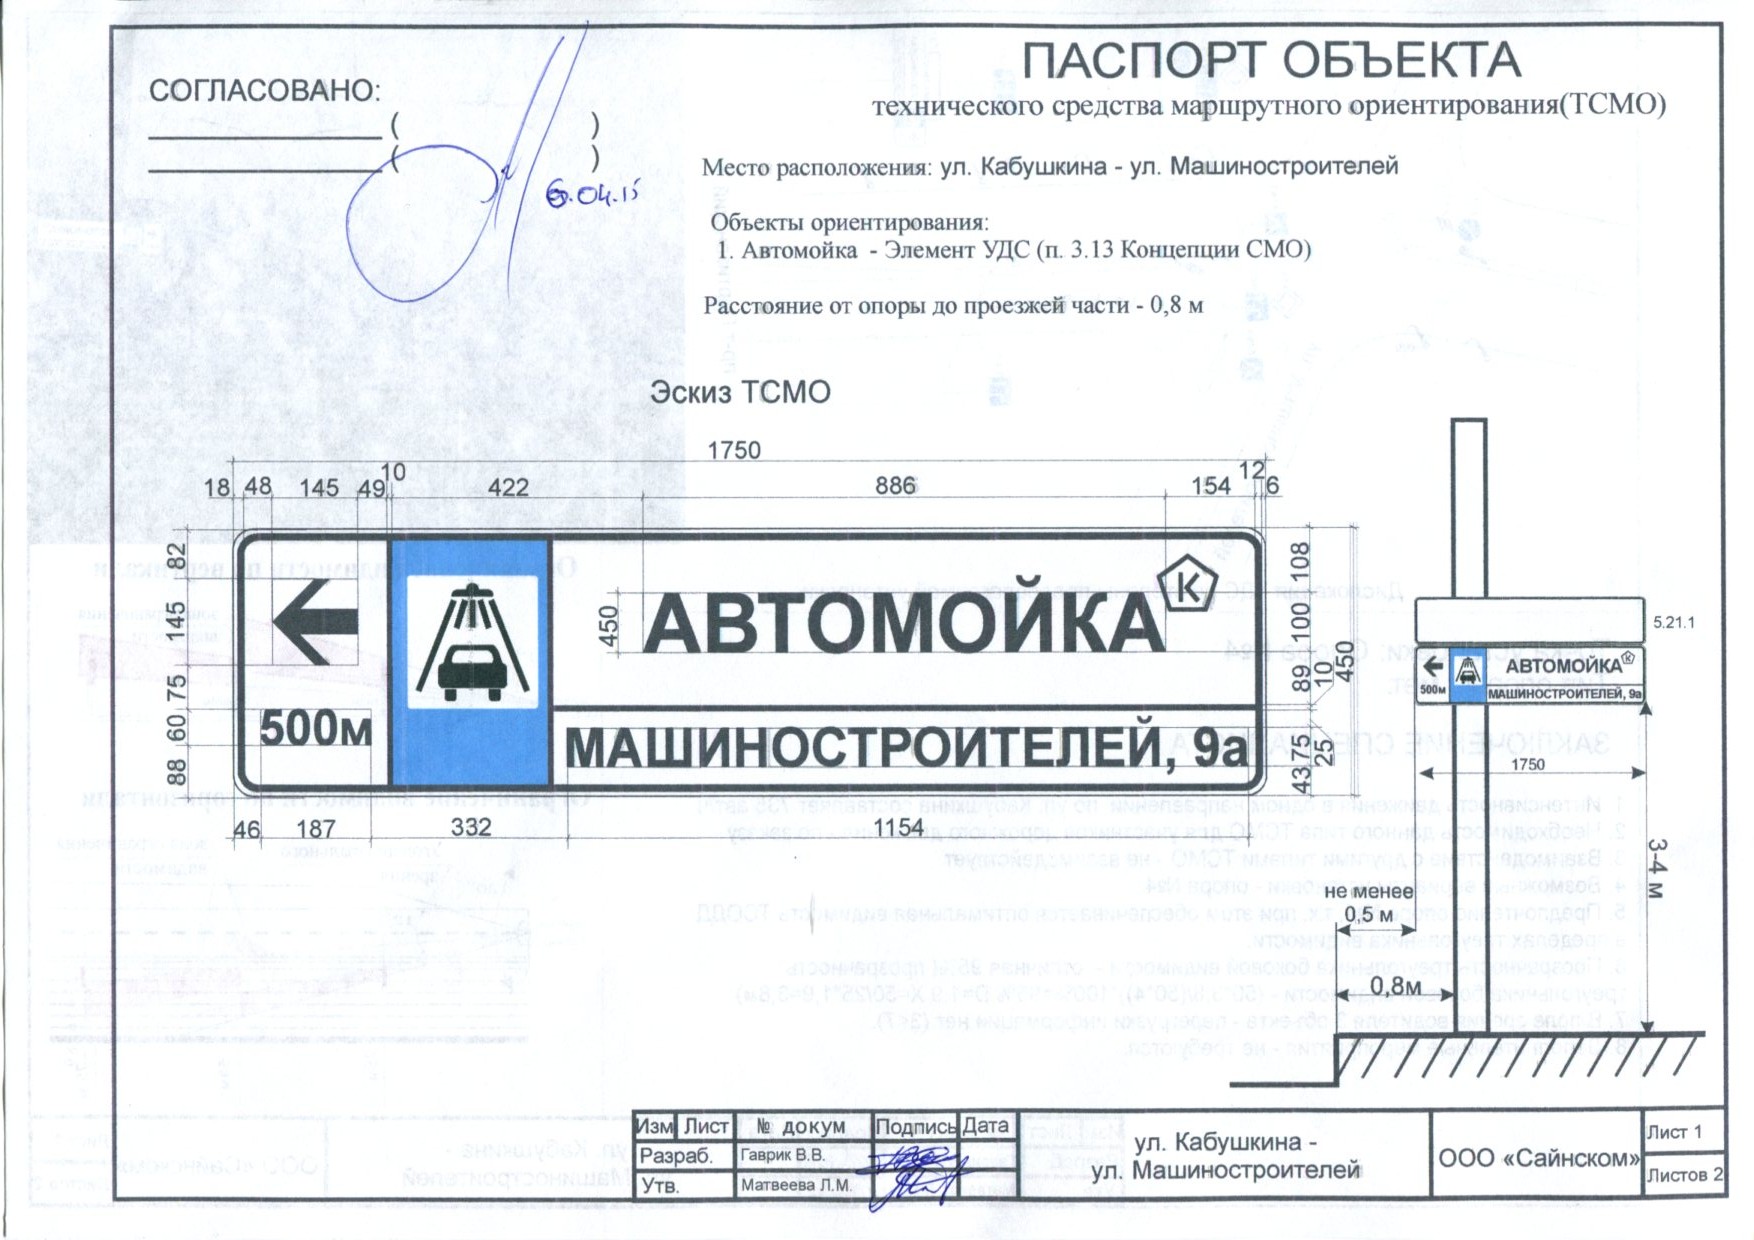 СОГЛАСОВАНО:
( )
( )
6.04.15
ПАСПОРТ ОБЪЕКТА
технического средства маршрутного ориентирования(ТСМО)
Место расположения: ул. Кабушкина - ул. Машиностроителей
Объекты ориентирования:
1. Автомойка - Элемент УДС (п. 3.13 Концепции СМО)
Расстояние от опоры до проезжей части - 0,8 м
Эскиз ТСМО
1750
18 48 145 49 10 422 886 154 12 6
82
145
75
60
88
500м
450
АВТОМОЙКА
К
МАШИНОСТРОИТЕЛЕЙ, 9а
108
100
89
10
450
75
25
43
46 187 332 1154
5.21.1
АВТОМОЙКА
500м
МАШИНОСТРОИТЕЛЕЙ, 9а
1750
3-4 м
не менее
0,5 м
0,8м
Изм Лист № докум Подпись Дата
Разраб. Гаврик В.В.
Утв. Матвеева Л.М.
ул. Кабушкина -
ул. Машиностроителей
ООО «Сайнском»
Лист 1
Листов 2